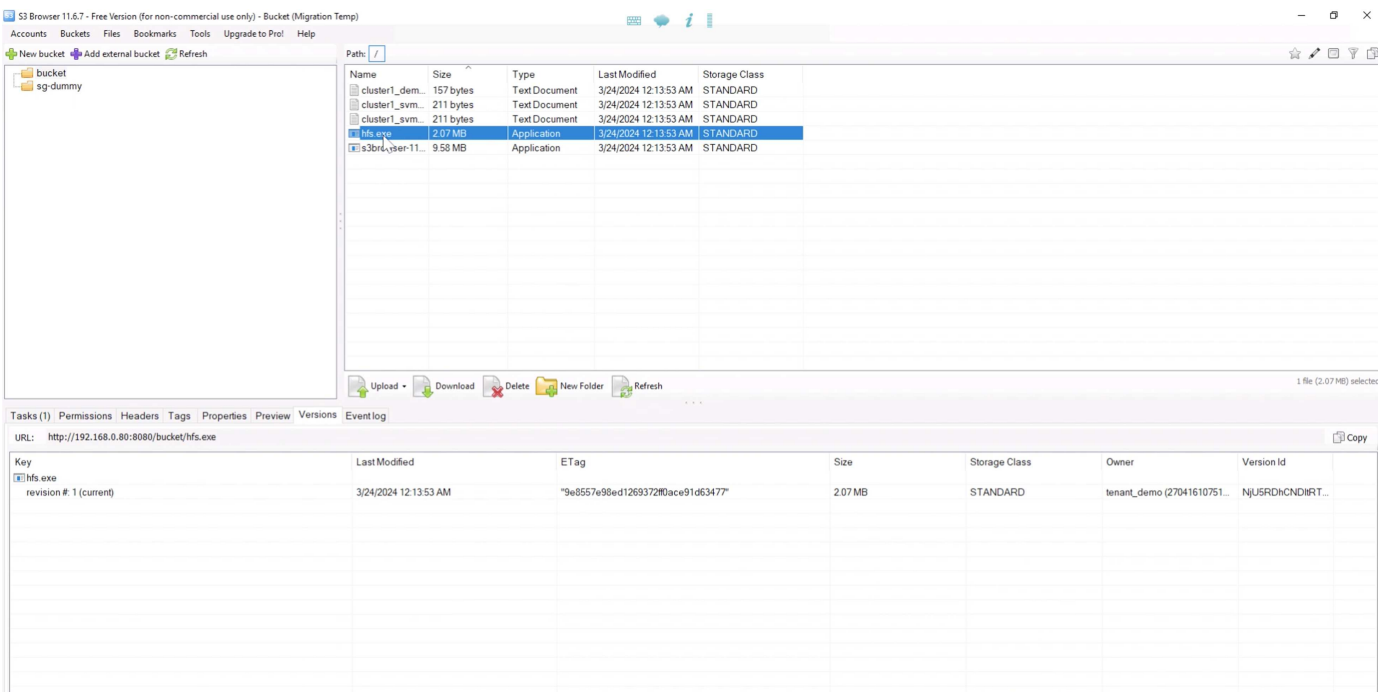 S3 Browser 11.6.7 - Free Version (for non-commercial use only) - Bucket (Migration Temp)
Accounts Buckets Files Bookmarks Tools Upgrade to Pro! Help
New bucket Add external bucket Refresh
Path: /
bucket
sg-dummy
Name Size Type Last Modified Storage Class
cluster1_dem... 157 bytes Text Document 3/24/2024 12:13:53 AM STANDARD
cluster1_svm... 211 bytes Text Document 3/24/2024 12:13:53 AM STANDARD
cluster1_svm... 211 bytes Text Document 3/24/2024 12:13:53 AM STANDARD
hfs.exe 2.07 MB Application 3/24/2024 12:13:53 AM STANDARD
s3browser-11... 9.58 MB Application 3/24/2024 12:13:53 AM STANDARD
Upload Download Delete New Folder Refresh
1 file (2.07 MB) selected
Tasks (1) Permissions Headers Tags Properties Preview Versions Event log
URL: http://192.168.0.80:8080/bucket/hfs.exe Copy
Key Last Modified ETag Size Storage Class Owner Version Id
hfs.exe
revision #: 1 (current) 3/24/2024 12:13:53 AM "9e8557e98ed1269372ff0ace91d63477" 2.07 MB STANDARD tenant_demo (27041610751...